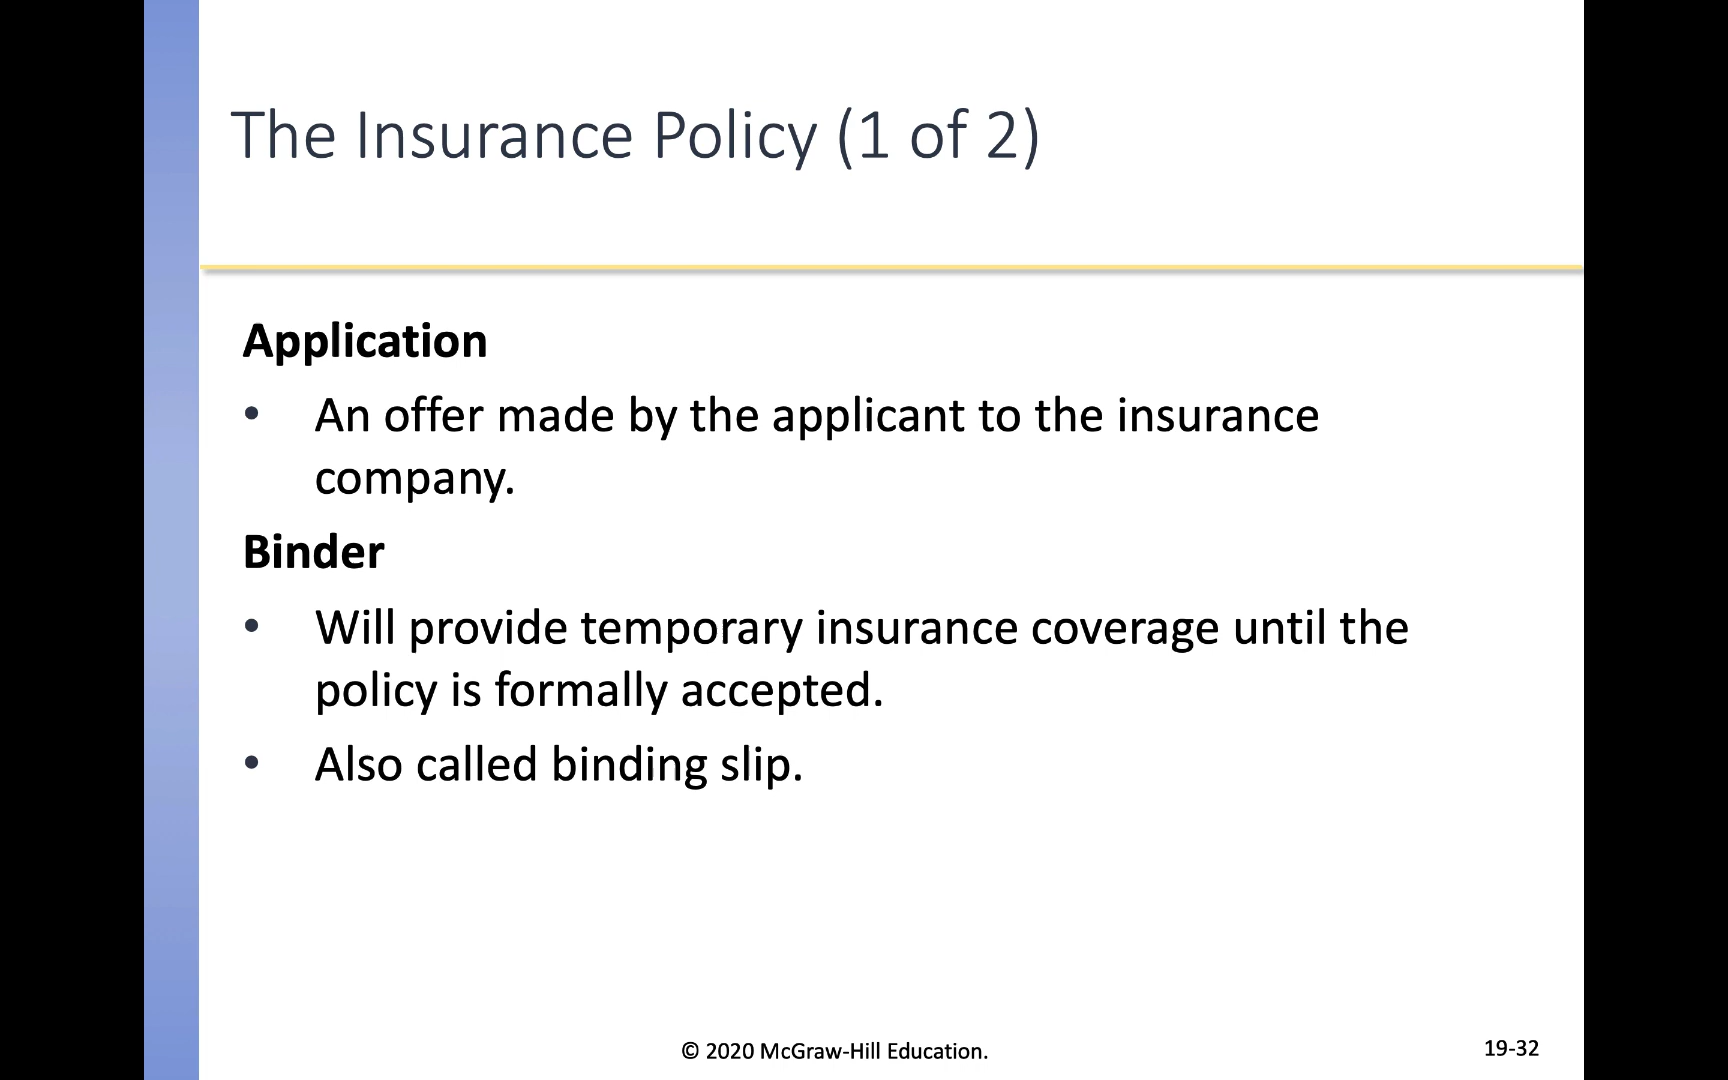 The Insurance Policy (1 of 2)
Application
• An offer made by the applicant to the insurance
company.
Binder
• Will provide temporary insurance coverage until the
policy is formally accepted.
• Also called binding slip.
© 2020 McGraw-Hill Education.
19-32